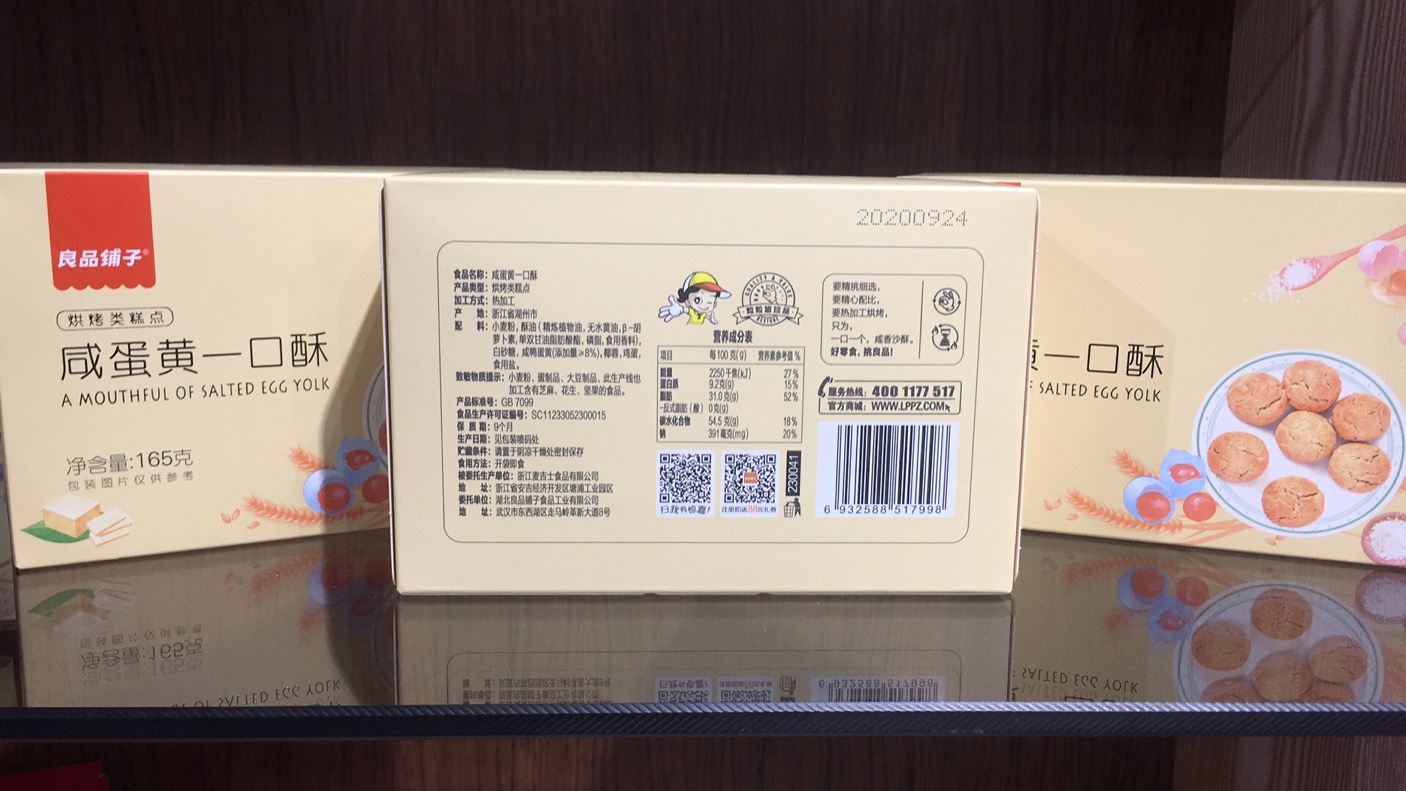 良品铺子®
烘烤类糕点
咸蛋黄一口酥
A MOUTHFUL OF SALTED EGG YOLK
净含量:165克
包装图片仅供参考
20200924
食品名称：咸蛋黄一口酥
产品类型：烘烤类糕点
加工方式：热加工
产 地：浙江省湖州市
配 料：小麦粉，酥油（精炼植物油，无水黄油，β-胡
萝卜素，单双甘油脂肪酸酯，磷脂，食用香料），
白砂糖，咸鸭蛋黄(添加量≥8%)，椰蓉，鸡蛋，
食用盐。
致敏物质提示：小麦粉、蛋制品、大豆制品，此生产线也
加工含有芝麻、花生、坚果的食品。
产品标准号：GB 7099
食品生产许可证编号：SC11233052300015
保 质 期：9个月
生产日期：见包装喷码处
贮藏条件：请置于阴凉干燥处密封保存
食用方法：开袋即食
被委托生产单位：浙江麦吉士食品有限公司
地 址：浙江省安吉经济开发区塘浦工业园区
委托单位：湖北良品铺子食品工业有限公司
地 址：武汉市东西湖区走马岭革新大道8号
QUALITY & VALUE
HAPPY
粒粒皆珍品
营养成分表
项目 每100克(g) 营养素参考值%
能量 2250千焦(kJ) 27%
蛋白质 9.2克(g) 15%
脂肪 31.0克(g) 52%
-反式脂肪（酸） 0克(g)
碳水化合物 54.5克(g) 18%
钠 391毫克(mg) 20%
扫我有惊喜!
注册即送88元礼券
23O041
要精挑细选，
要精心配比，
要热加工烘烤，
只为，
一口一个，咸香沙酥。
好零食，挑良品！
服务热线：400 1177 517
官方商城：WWW.LPPZ.COM
6 932588 517998
一口酥
SALTED EGG YOLK